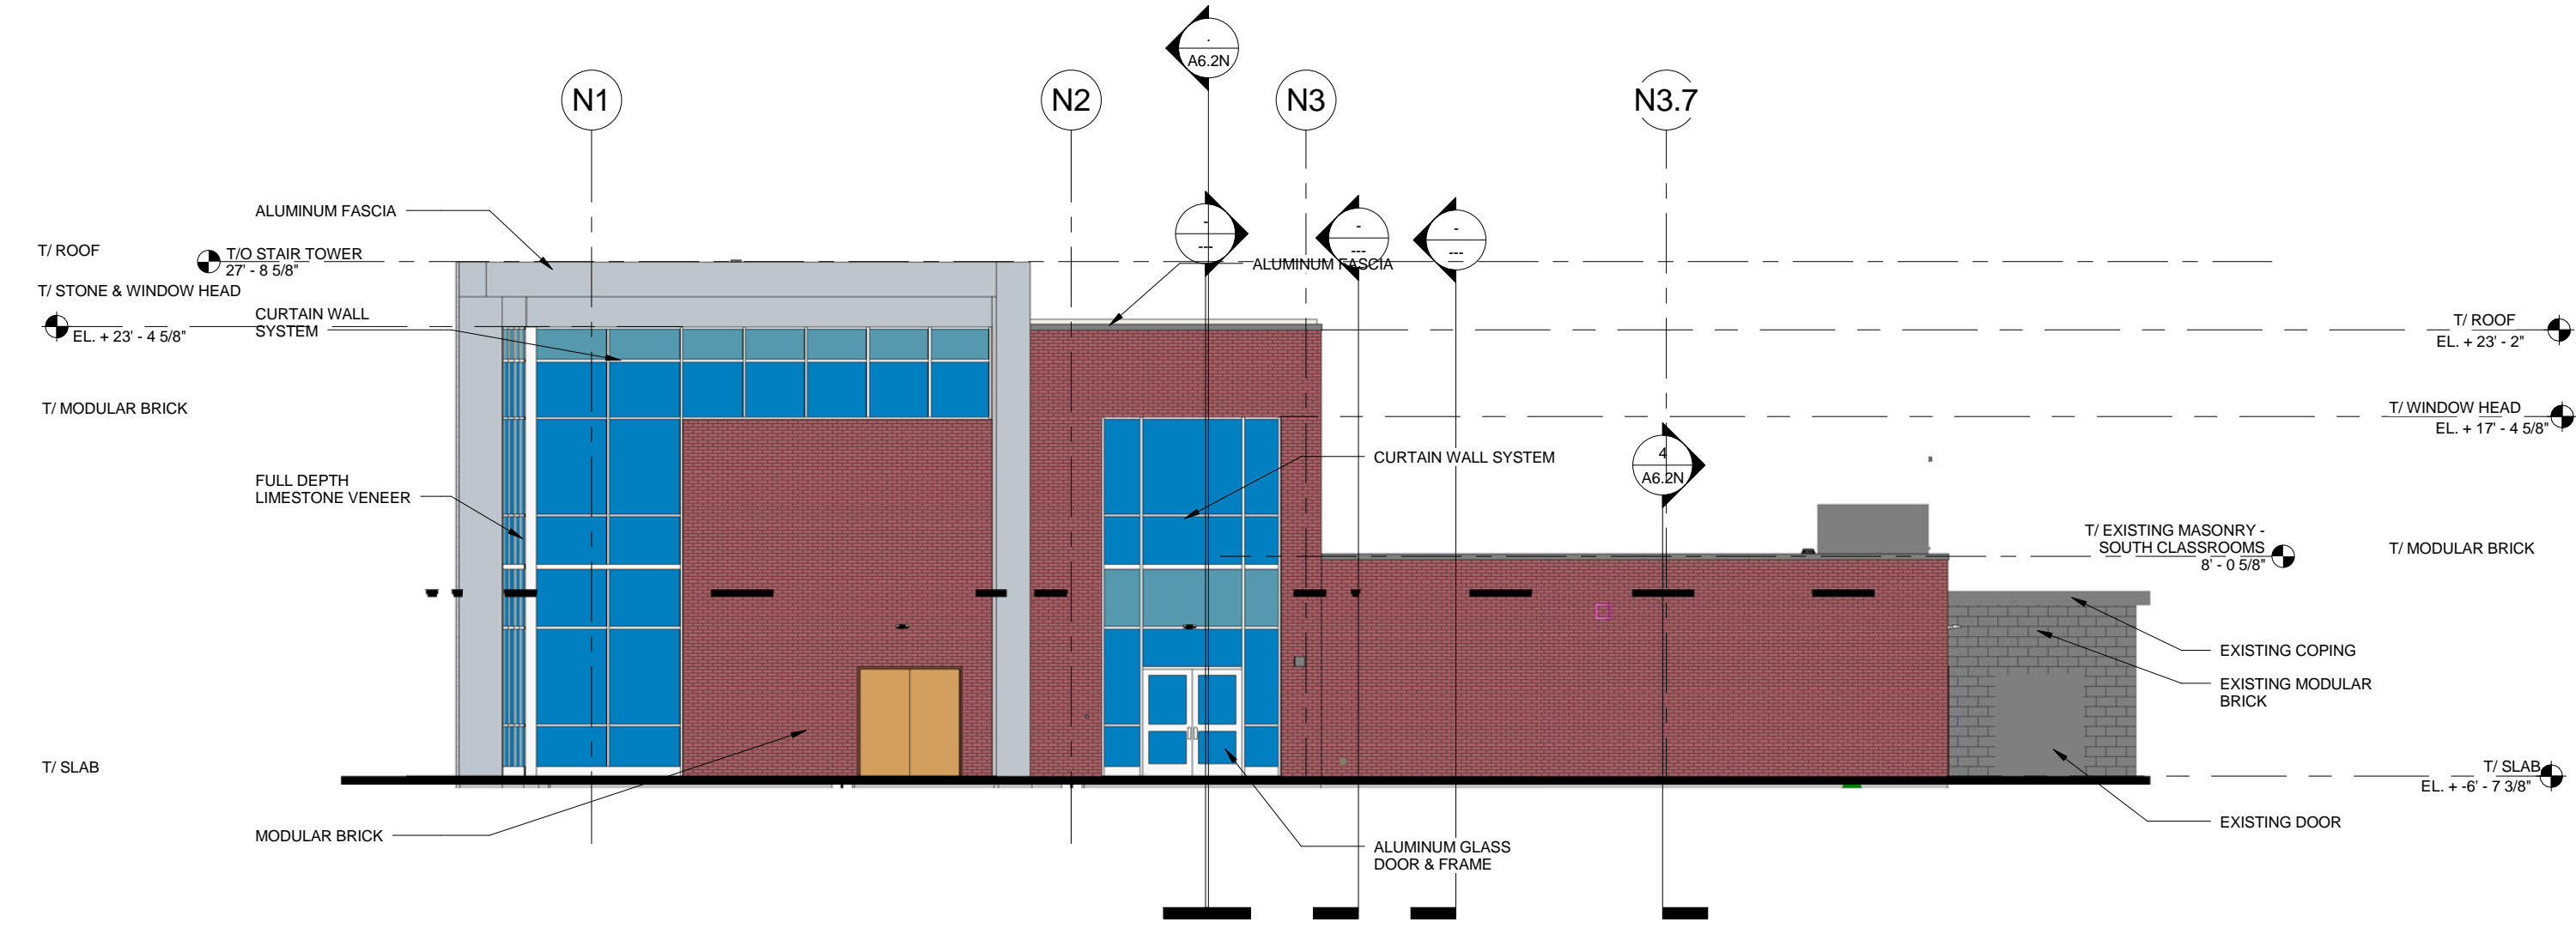 .
A6.2N
N1
N2
N3
N3.7
ALUMINUM FASCIA
-
---
-
---
-
---
T/ ROOF
T/O STAIR TOWER
27' - 8 5/8"
ALUMINUM FASCIA
T/ STONE & WINDOW HEAD
CURTAIN WALL
SYSTEM
EL. + 23' - 4 5/8"
T/ ROOF
EL. + 23' - 2"
T/ MODULAR BRICK
T/ WINDOW HEAD
EL. + 17' - 4 5/8"
CURTAIN WALL SYSTEM
4
A6.2N
FULL DEPTH
LIMESTONE VENEER
T/ EXISTING MASONRY -
SOUTH CLASSROOMS
8' - 0 5/8"
T/ MODULAR BRICK
EXISTING COPING
EXISTING MODULAR
BRICK
T/ SLAB
T/ SLAB
EL. + -6' - 7 3/8"
EXISTING DOOR
MODULAR BRICK
ALUMINUM GLASS
DOOR & FRAME